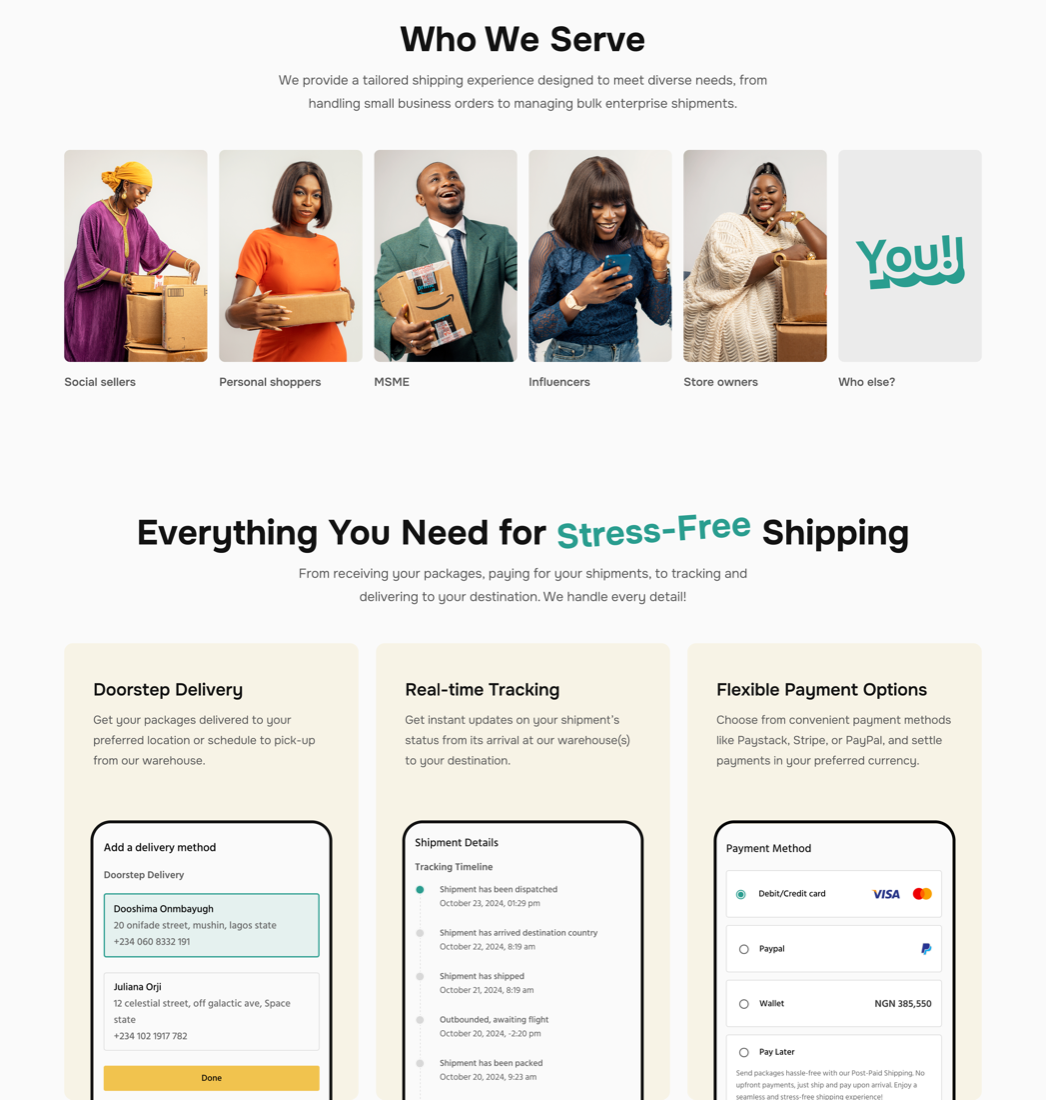 Who We Serve
We provide a tailored shipping experience designed to meet diverse needs, from
handling small business orders to managing bulk enterprise shipments.
You!!
Social sellers
Personal shoppers
MSME
Influencers
Store owners
Who else?
Everything You Need for Stress-Free Shipping
From receiving your packages, paying for your shipments, to tracking and
delivering to your destination. We handle every detail!
Doorstep Delivery
Get your packages delivered to your
preferred location or schedule to pick-up
from our warehouse.
Add a delivery method
Doorstep Delivery
Dooshima Onmbayugh
20 onifade street, mushin, lagos state
+234 060 8332 191
Juliana Orji
12 celestial street, off galactic ave, Space
state
+234 102 1917 782
Done
Real-time Tracking
Get instant updates on your shipment's
status from its arrival at our warehouse(s)
to your destination.
Shipment Details
Tracking Timeline
Shipment has been dispatched
October 23, 2024, 01:29 pm
Shipment has arrived destination country
October 22, 2024, 8:19 am
Shipment has shipped
October 21, 2024, 8:19 am
Outbounded, awaiting flight
October 20, 2024, -2:20 pm
Shipment has been packed
October 20, 2024, 9:23 am
Flexible Payment Options
Choose from convenient payment methods
like Paystack, Stripe, or PayPal, and settle
payments in your preferred currency.
Payment Method
Debit/Credit card VISA
Paypal
Wallet NGN 385,550
Pay Later
Send packages hassle-free with our Post-Paid Shipping. No
upfront payments, just ship and pay upon arrival. Enjoy a
seamless and stress-free shipping experience!